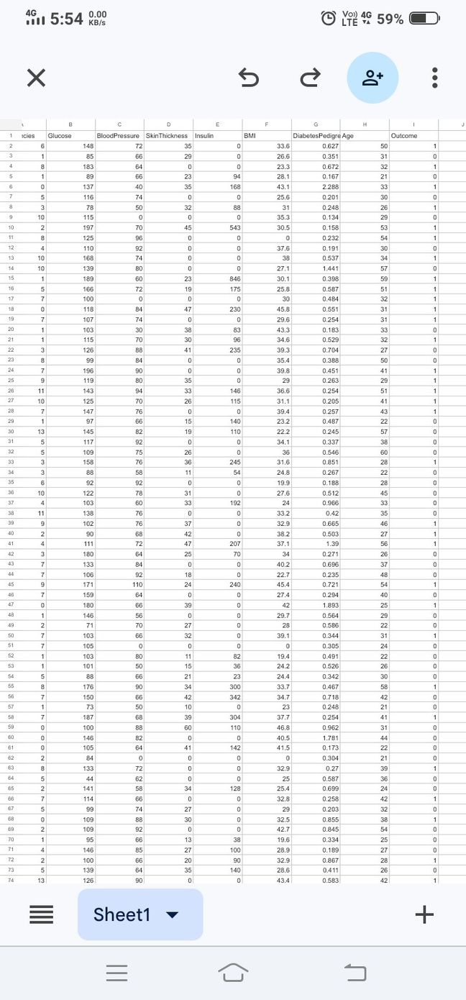 4G 5:54 0.00 KB/s Vo)) LTE 4G 59%
A B C D E F G H I J
1 ncies Glucose BloodPressure SkinThickness Insulin BMI DiabetesPedigre Age Outcome
2 6 148 72 35 0 33.6 0.627 50 1
3 1 85 66 29 0 26.6 0.351 31 0
4 8 183 64 0 0 23.3 0.672 32 1
5 1 89 66 23 94 28.1 0.167 21 0
6 0 137 40 35 168 43.1 2.288 33 1
7 5 116 74 0 0 25.6 0.201 30 0
8 3 78 50 32 88 31 0.248 26 1
9 10 115 0 0 0 35.3 0.134 29 0
10 2 197 70 45 543 30.5 0.158 53 1
11 8 125 96 0 0 0 0.232 54 1
12 4 110 92 0 0 37.6 0.191 30 0
13 10 168 74 0 0 38 0.537 34 1
14 10 139 80 0 0 27.1 1.441 57 0
15 1 189 60 23 846 30.1 0.398 59 1
16 5 166 72 19 175 25.8 0.587 51 1
17 7 100 0 0 0 30 0.484 32 1
18 0 118 84 47 230 45.8 0.551 31 1
19 7 107 74 0 0 29.6 0.254 31 1
20 1 103 30 38 83 43.3 0.183 33 0
21 1 115 70 30 96 34.6 0.529 32 1
22 3 126 88 41 235 39.3 0.704 27 0
23 8 99 84 0 0 35.4 0.388 50 0
24 7 196 90 0 0 39.8 0.451 41 1
25 9 119 80 35 0 29 0.263 29 1
26 11 143 94 33 146 36.6 0.254 51 1
27 10 125 70 26 115 31.1 0.205 41 1
28 7 147 76 0 0 39.4 0.257 43 1
29 1 97 66 15 140 23.2 0.487 22 0
30 13 145 82 19 110 22.2 0.245 57 0
31 5 117 92 0 0 34.1 0.337 38 0
32 5 109 75 26 0 36 0.546 60 0
33 3 158 76 36 245 31.6 0.851 28 1
34 3 88 58 11 54 24.8 0.267 22 0
35 6 92 92 0 0 19.9 0.188 28 0
36 10 122 78 31 0 27.6 0.512 45 0
37 4 103 60 33 192 24 0.966 33 0
38 11 138 76 0 0 33.2 0.42 35 0
39 9 102 76 37 0 32.9 0.665 46 1
40 2 90 68 42 0 38.2 0.503 27 1
41 4 111 72 47 207 37.1 1.39 56 1
42 3 180 64 25 70 34 0.271 26 0
43 7 133 84 0 0 40.2 0.696 37 0
44 7 106 92 18 0 22.7 0.235 48 0
45 9 171 110 24 240 45.4 0.721 54 1
46 7 159 64 0 0 27.4 0.294 40 0
47 0 180 66 39 0 42 1.893 25 1
48 1 146 56 0 0 29.7 0.564 29 0
49 2 71 70 27 0 28 0.586 22 0
50 7 103 66 32 0 39.1 0.344 31 1
51 7 105 0 0 0 0 0.305 24 0
52 1 103 80 11 82 19.4 0.491 22 0
53 1 101 50 15 36 24.2 0.526 26 0
54 5 88 66 21 23 24.4 0.342 30 0
55 8 176 90 34 300 33.7 0.467 58 1
56 7 150 66 42 342 34.7 0.718 42 0
57 1 73 50 10 0 23 0.248 21 0
58 7 187 68 39 304 37.7 0.254 41 1
59 0 100 88 60 110 46.8 0.962 31 0
60 0 146 82 0 0 40.5 1.781 44 0
61 0 105 64 41 142 41.5 0.173 22 0
62 2 84 0 0 0 0 0.304 21 0
63 8 133 72 0 0 32.9 0.27 39 1
64 5 44 62 0 0 25 0.587 36 0
65 2 141 58 34 128 25.4 0.699 24 0
66 7 114 66 0 0 32.8 0.258 42 1
67 5 99 74 27 0 29 0.203 32 0
68 0 109 88 30 0 32.5 0.855 38 1
69 2 109 92 0 0 42.7 0.845 54 0
70 1 95 66 13 38 19.6 0.334 25 0
71 4 146 85 27 100 28.9 0.189 27 0
72 2 100 66 20 90 32.9 0.867 28 1
73 5 139 64 35 140 28.6 0.411 26 0
74 13 126 90 0 0 43.4 0.583 42 1
Sheet1